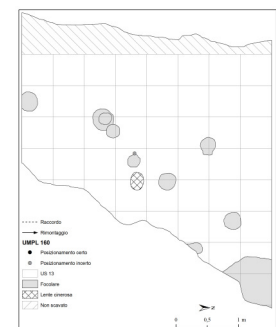 Raccordo
Rimontaggio
UMPL 160
Posizionamento certo
Posizionamento incerto
US 13
Focolare
Lente cinerosa
Non scavato
0 0,5 1 m